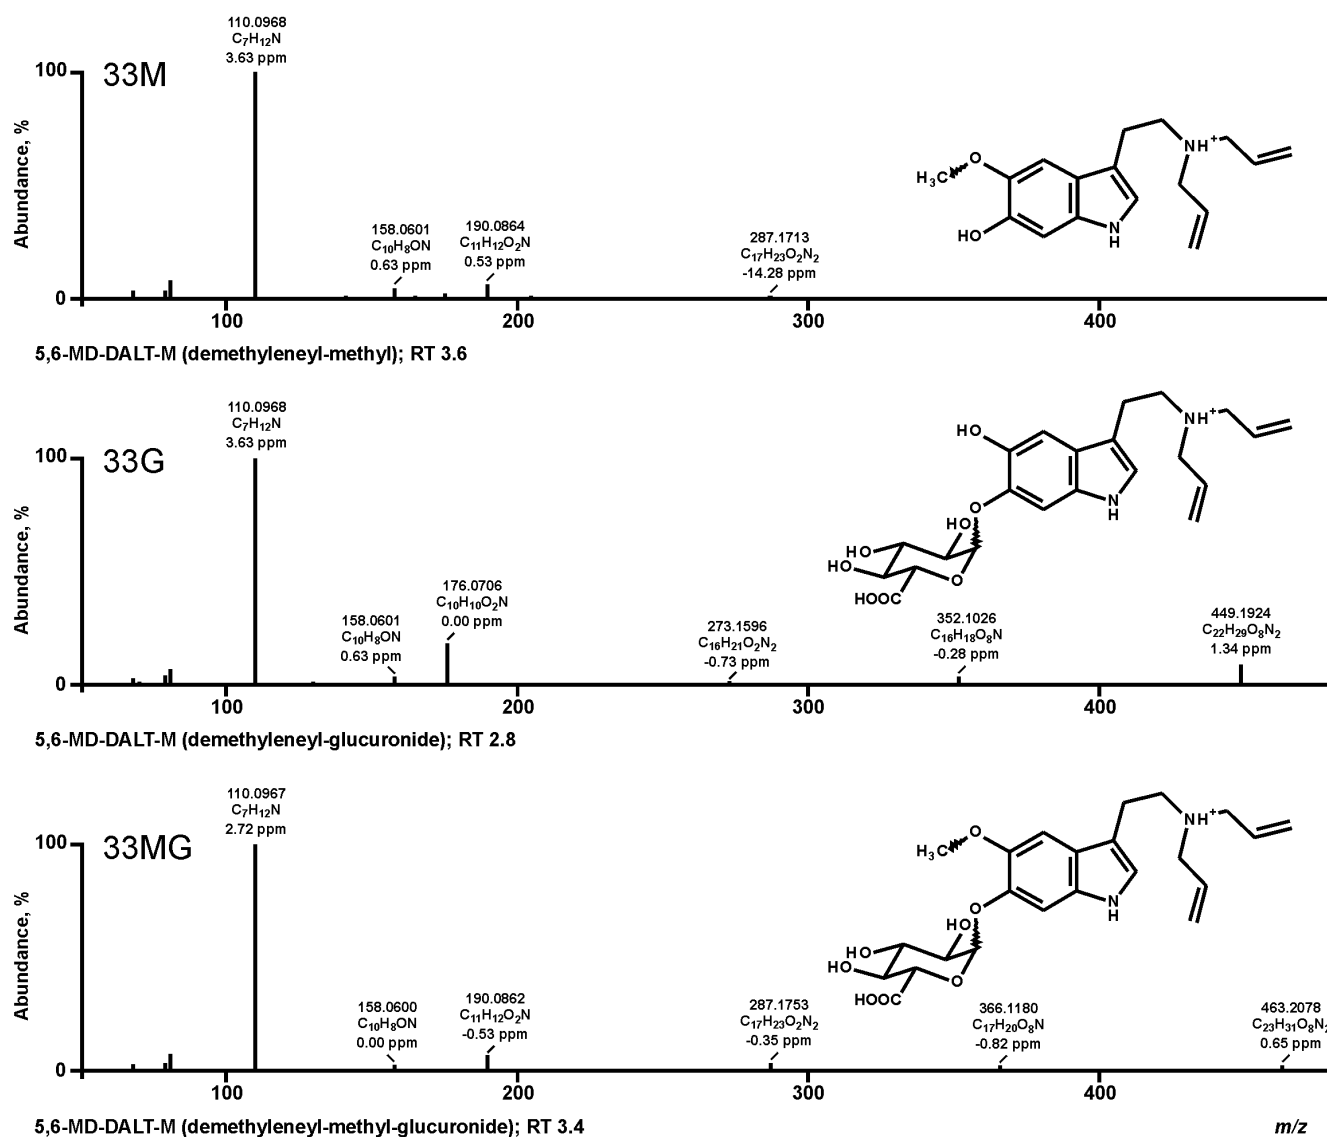 110.0968
C7H12N
3.63 ppm
100
33M
Abundance, %
158.0601
C10H8ON
0.63 ppm
190.0864
C11H12O2N
0.53 ppm
287.1713
C17H23O2N2
-14.28 ppm
O
H3C
HO
N
H
NH+
0
100
200
300
400
5,6-MD-DALT-M (demethyleneyl-methyl); RT 3.6
110.0968
C7H12N
3.63 ppm
100
33G
Abundance, %
158.0601
C10H8ON
0.63 ppm
176.0706
C10H10O2N
0.00 ppm
273.1596
C16H21O2N2
-0.73 ppm
352.1026
C16H18O8N
-0.28 ppm
449.1924
C22H29O8N2
1.34 ppm
HO
NH+
N
H
O
HO
HO
HO
O
HOOC
0
100
200
300
400
5,6-MD-DALT-M (demethyleneyl-glucuronide); RT 2.8
110.0967
C7H12N
2.72 ppm
100
33MG
Abundance, %
158.0600
C10H8ON
0.00 ppm
190.0862
C11H12O2N
-0.53 ppm
287.1753
C17H23O2N2
-0.35 ppm
366.1180
C17H20O8N
-0.82 ppm
463.2078
C23H31O8N2
0.65 ppm
O
H3C
NH+
N
H
O
HO
HO
HO
O
HOOC
0
100
200
300
400
5,6-MD-DALT-M (demethyleneyl-methyl-glucuronide); RT 3.4
m/z